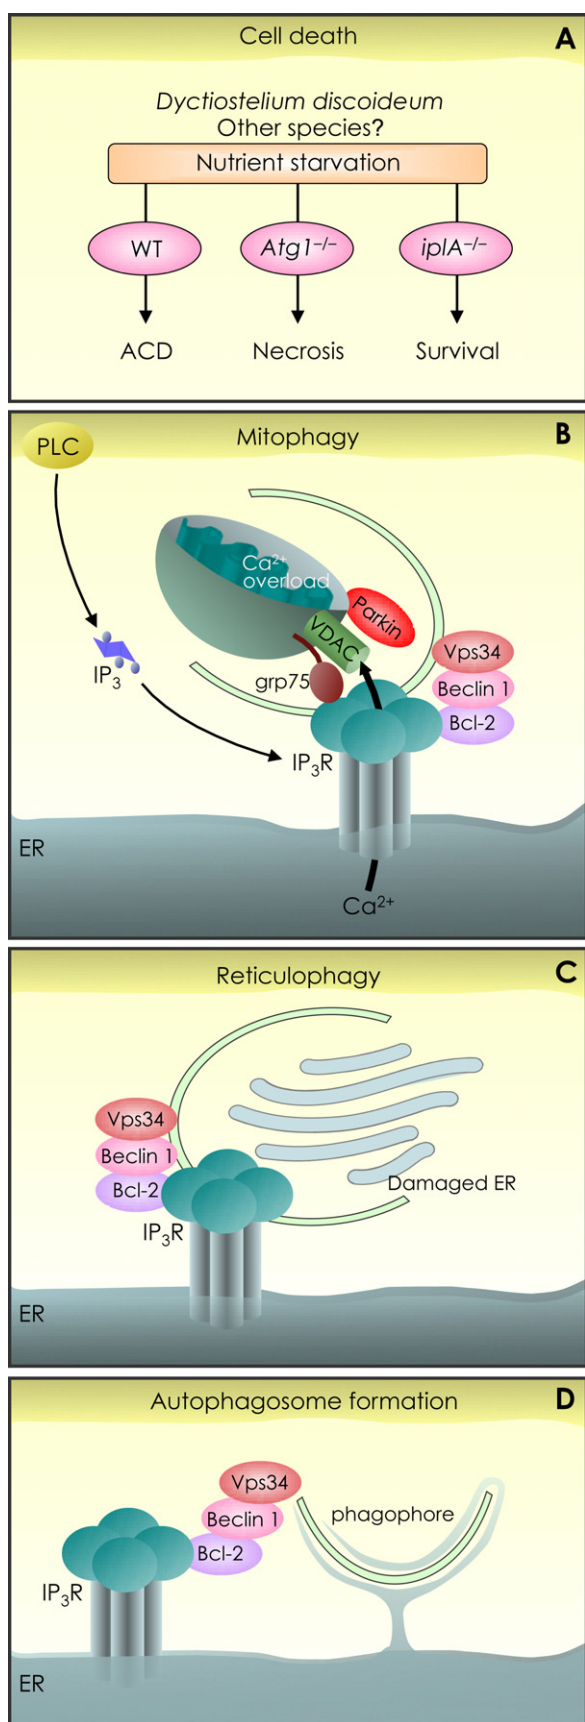 Cell death
A
Dyctiostelium discoideum
Other species?
Nutrient starvation
WT
Atg1⁻/⁻
iplA⁻/⁻
ACD
Necrosis
Survival
B
PLC
Mitophagy
Ca²⁺
overload
Parkin
VDAC
IP₃
grp75
Vps34
Beclin 1
Bcl-2
IP₃R
ER
Ca²⁺
Reticulophagy
C
Vps34
Beclin 1
Bcl-2
Damaged ER
IP₃R
ER
Autophagosome formation
D
Vps34
Beclin 1
phagophore
Bcl-2
IP₃R
ER